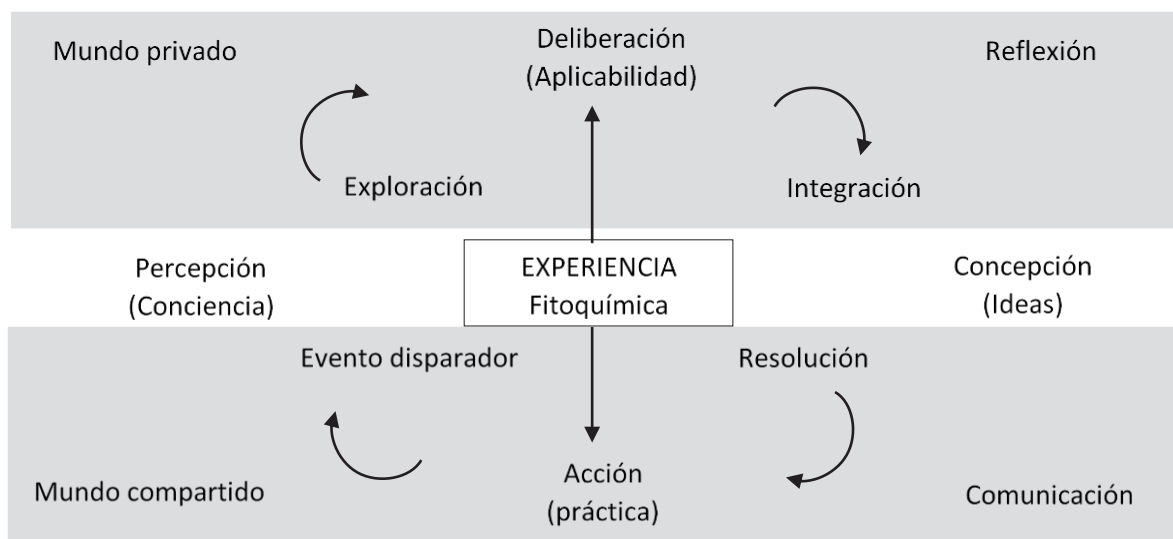 Mundo privado
Deliberación
(Aplicabilidad)
Reflexión
Exploración
Integración
Percepción
(Conciencia)
EXPERIENCIA
Fitoquímica
Concepción
(Ideas)
Evento disparador
Resolución
Mundo compartido
Acción
(práctica)
Comunicación